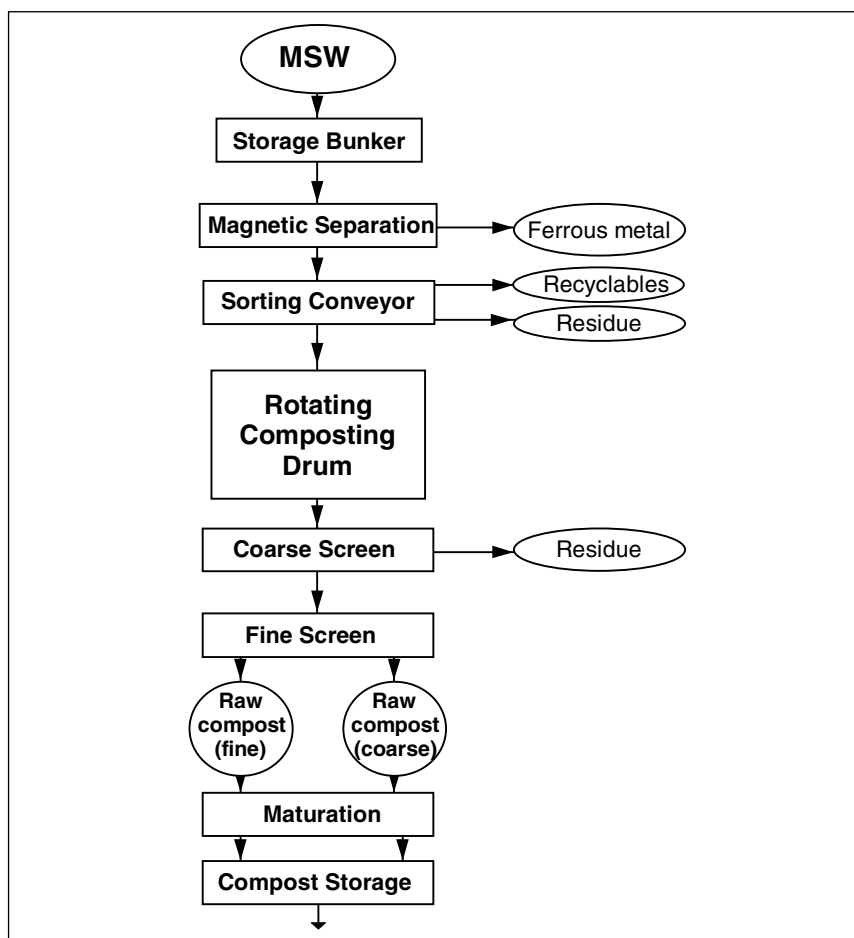 MSW
Storage Bunker
Magnetic Separation
Ferrous metal
Recyclables
Sorting Conveyor
Residue
Rotating
Composting
Drum
Coarse Screen
Residue
Fine Screen
Raw
compost
(fine)
Raw
compost
(coarse)
Maturation
Compost Storage